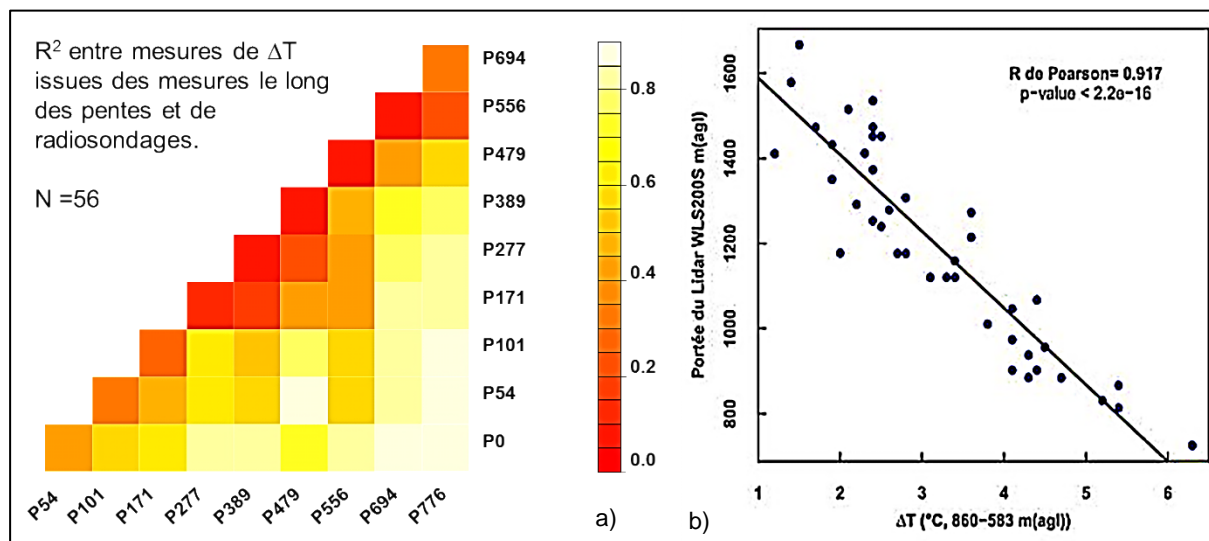 R² entre mesures de ΔT
issues des mesures le long
des pentes et de
radiosondages.
N =56
P694
P556
P479
P389
P277
P171
P101
P54
P0
P54
P101
P171
P277
P389
P479
P556
P694
P776
0.8
0.6
0.4
0.2
0.0
a)
R de Pearson= 0.917
p-value < 2.2e-16
Portée du Lidar WLS200S m(agl)
1600
1400
1200
1000
800
1 2 3 4 5 6
b)
ΔT (°C, 860-583 m(agl))